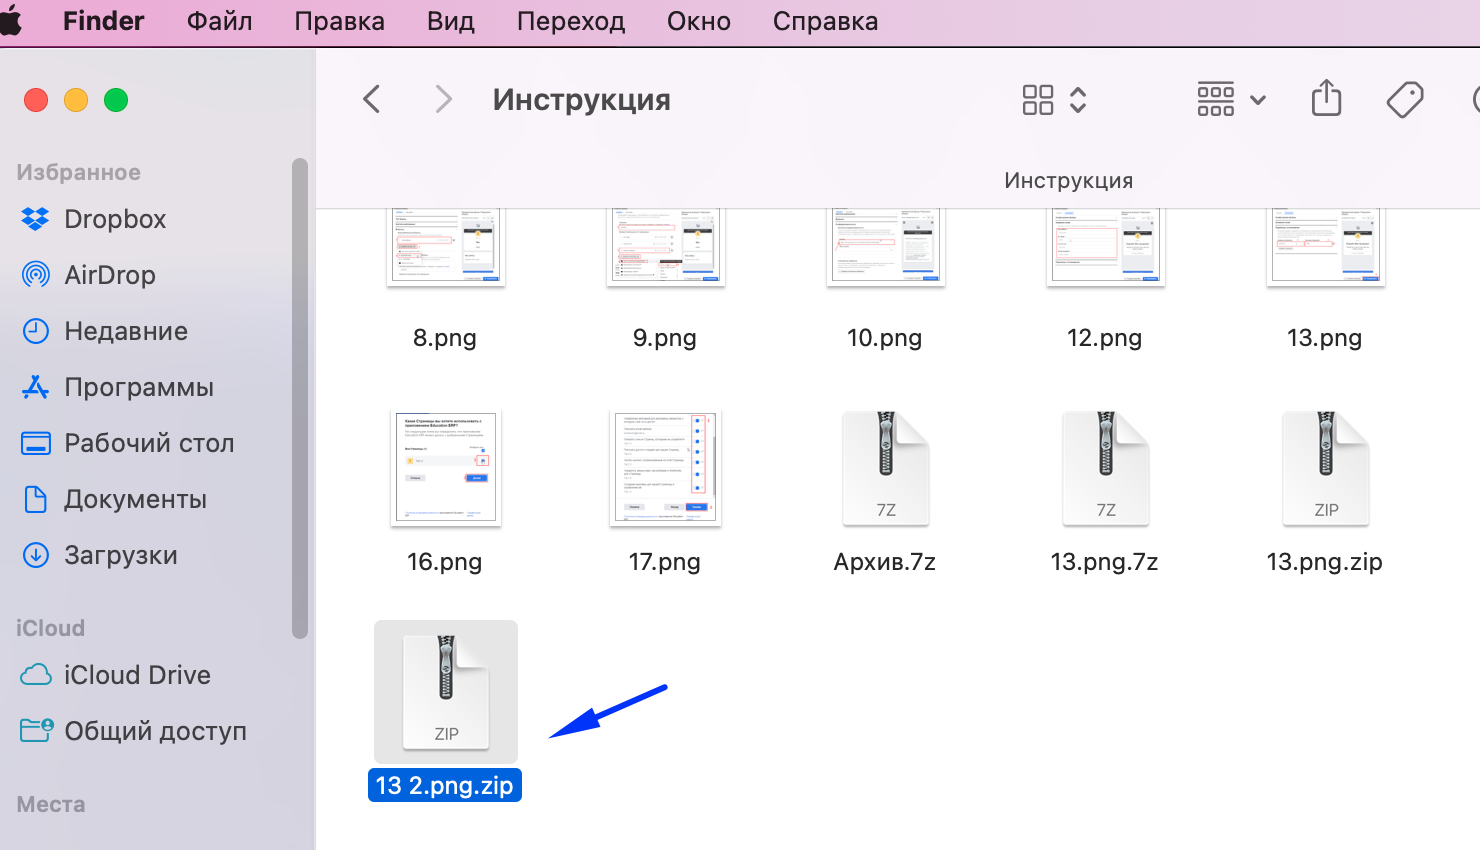 Finder Файл Правка Вид Переход Окно Справка
Инструкция
Инструкция
Избранное
Dropbox
AirDrop
Недавние
Программы
Рабочий стол
Документы
Загрузки
iCloud
iCloud Drive
Общий доступ
Места
8.png 9.png 10.png 12.png 13.png
7Z 7Z ZIP
16.png 17.png Архив.7z 13.png.7z 13.png.zip
ZIP
13 2.png.zip